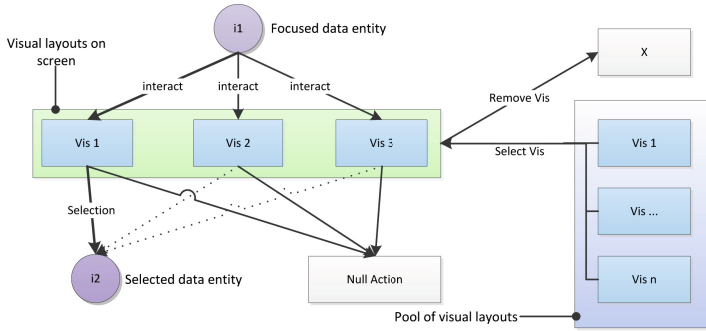 i1
Focused data entity
Visual layouts on
screen
X
interact
interact
interact
Remove Vis
Vis 1
Vis 2
Vis 3
Select Vis
Vis 1
Selection
Vis ...
i2
Selected data entity
Null Action
Vis n
Pool of visual layouts